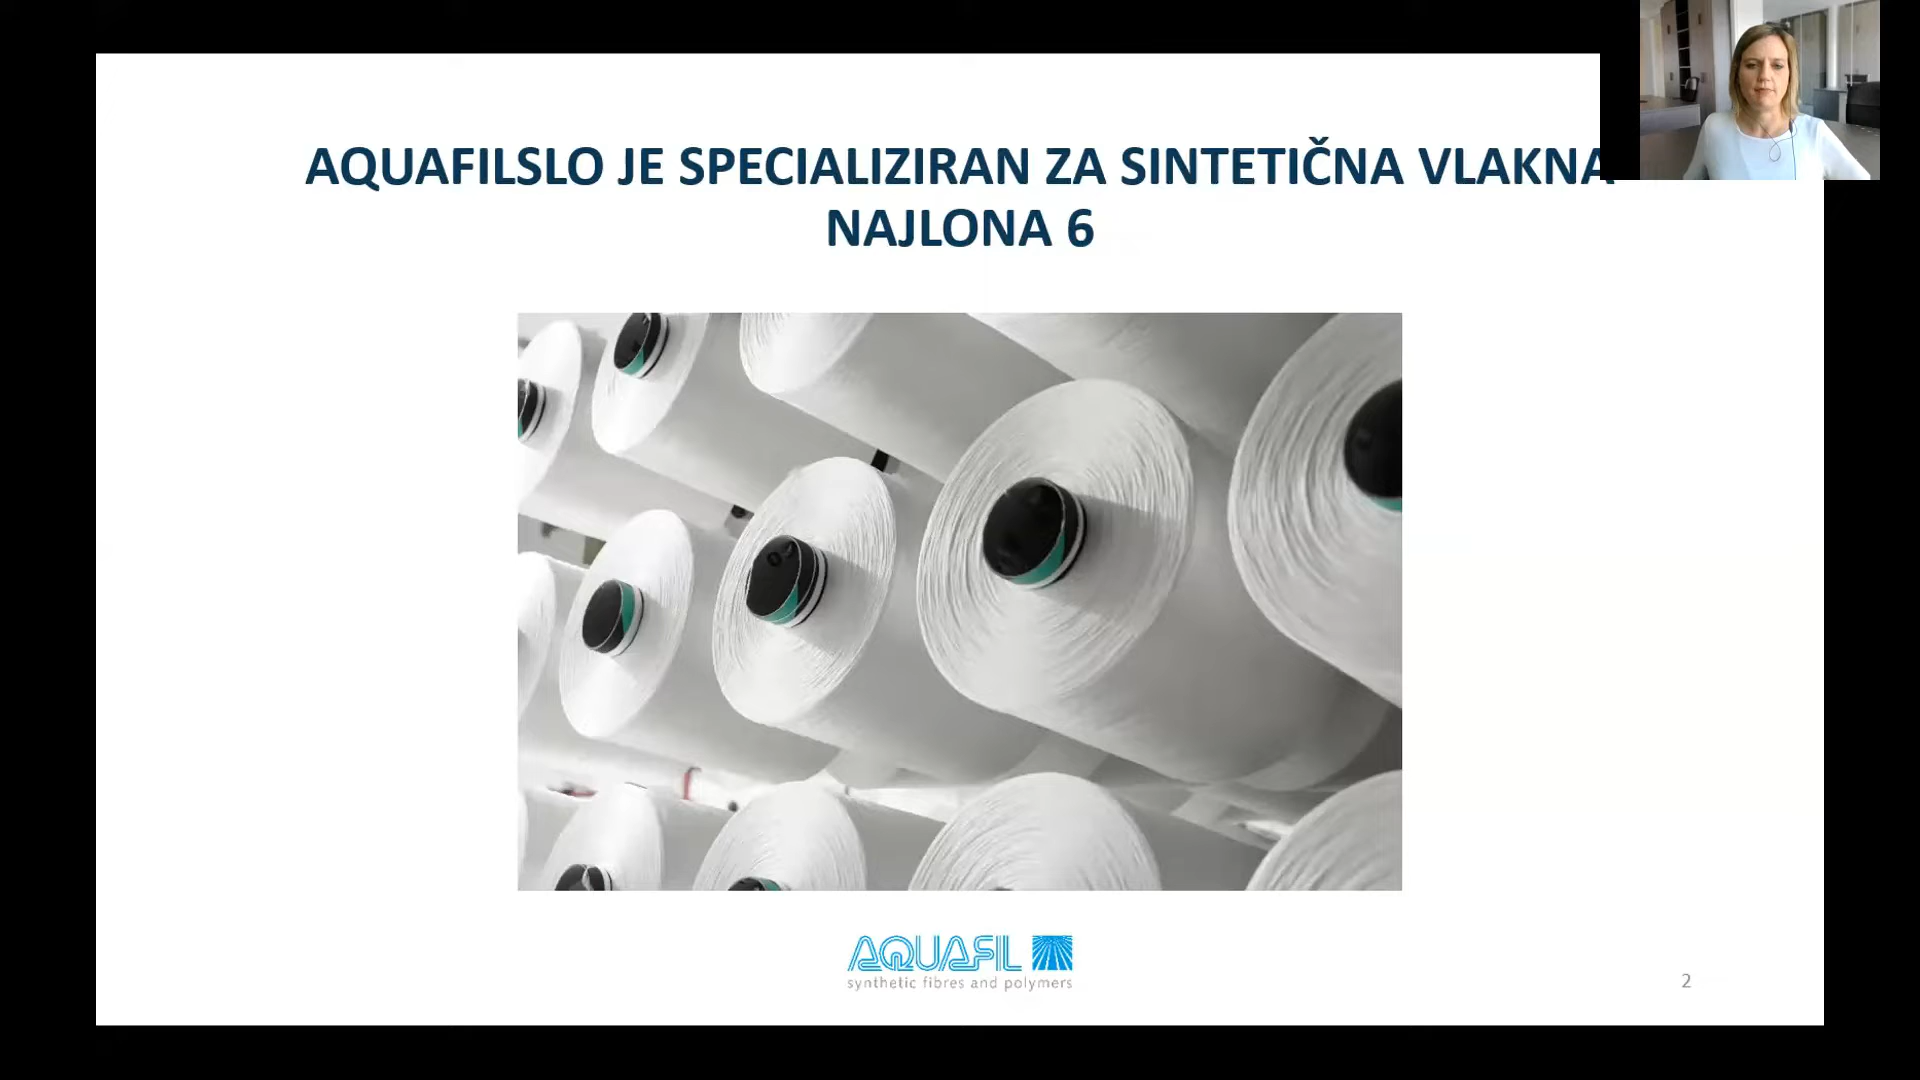 AQUAFILSLO JE SPECIALIZIRAN ZA SINTETIČNA VLAKNA
NAJLONA 6
AQUAFIL
synthetic fibres and polymers
2